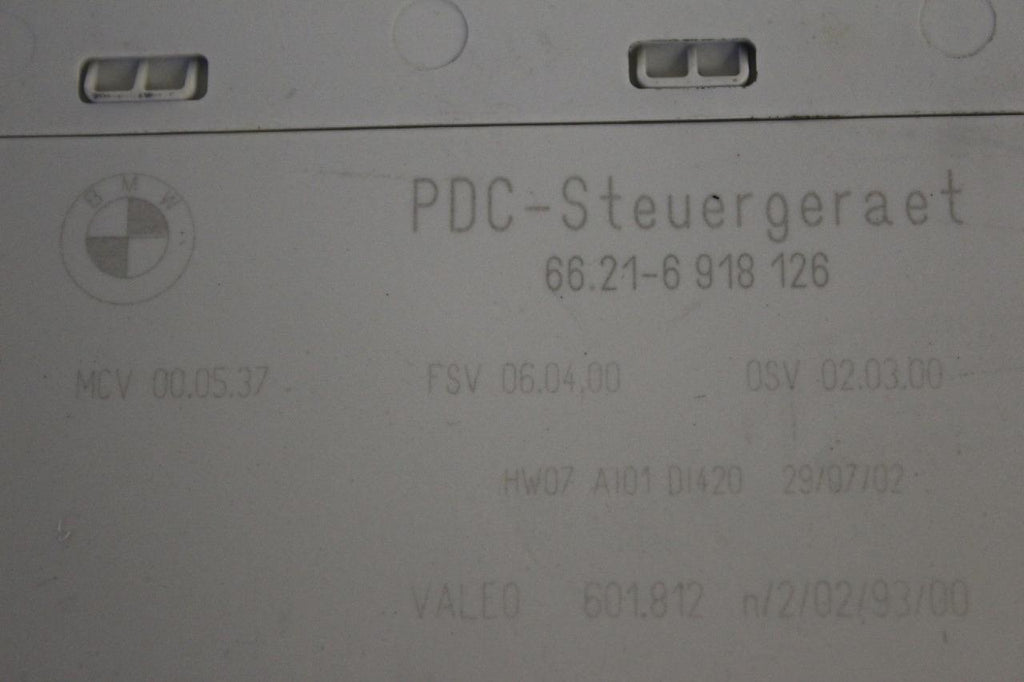 BMW
PDC-Steuergeraet
66.21-6 918 126
MCV 00.05.37 FSV 06.04.00 OSV 02.03.00
HW07 AI01 DI420 29/07/02
VALEO 601.812 n/2/02/93/00